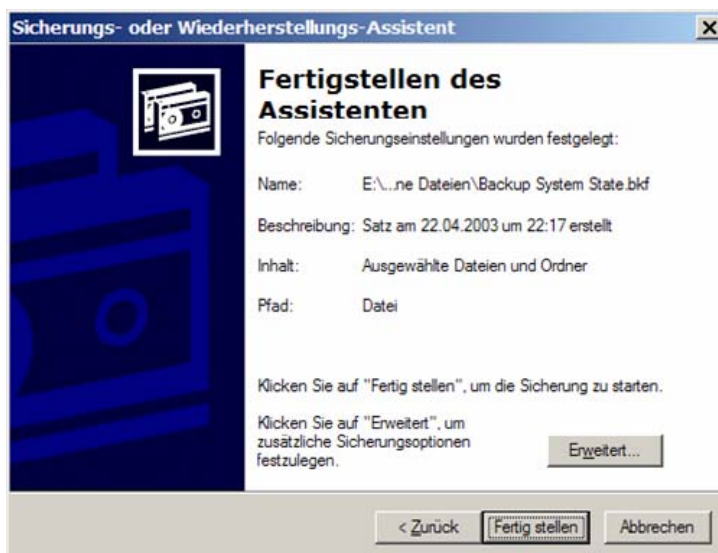 Sicherungs- oder Wiederherstellungs-Assistent
Fertigstellen des
Assistenten
Folgende Sicherungseinstellungen wurden festgelegt:
Name: E:\...ne Dateien\Backup System State.bkf
Beschreibung: Satz am 22.04.2003 um 22:17 erstellt
Inhalt: Ausgewählte Dateien und Ordner
Pfad: Datei
Klicken Sie auf "Fertig stellen", um die Sicherung zu starten.
Klicken Sie auf "Erweitert", um
zusätzliche Sicherungsoptionen
festzulegen.
Erweitert...
< Zurück Fertig stellen Abbrechen